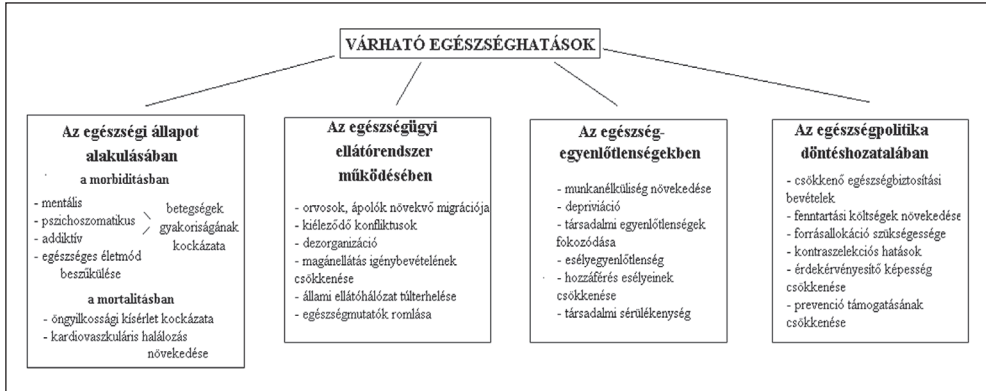 VÁRHATÓ EGÉSZSÉGHATÁSOK
Az egészségi állapot
alakulásában
a morbiditásban
- mentális
- pszichoszomatikus
- addiktív
- egészséges életmód
beszűkülése
betegségek
gyakoriságának
kockázata
a mortalitásban
- öngyilkossági kísérlet kockázata
- kardiovaszkuláris halálozás
növekedése
Az egészségügyi
ellátórendszer
működésében
- orvosok, ápolók növekvő migrációja
- kiéleződő konfliktusok
- dezorganizáció
- magánellátás igénybevételének
csökkenése
- állami ellátóhálózat túlterhelése
- egészségmutatók romlása
Az egészség-
egyenlőtlenségekben
- munkanélküliség növekedése
- depriváció
- társadalmi egyenlőtlenségek
fokozódása
- esélyegyenlőtlenség
- hozzáférés esélyeinek
csökkenése
- társadalmi sérülékenység
Az egészségpolitika
döntéshozatalában
- csökkenő egészségbiztosítási
bevételek
- fenntartási költségek növekedése
- forrásallokáció szükségessége
- kontraszelekciós hatások
- érdekérvényesítő képesség
csökkenése
- prevenció támogatásának
csökkenése